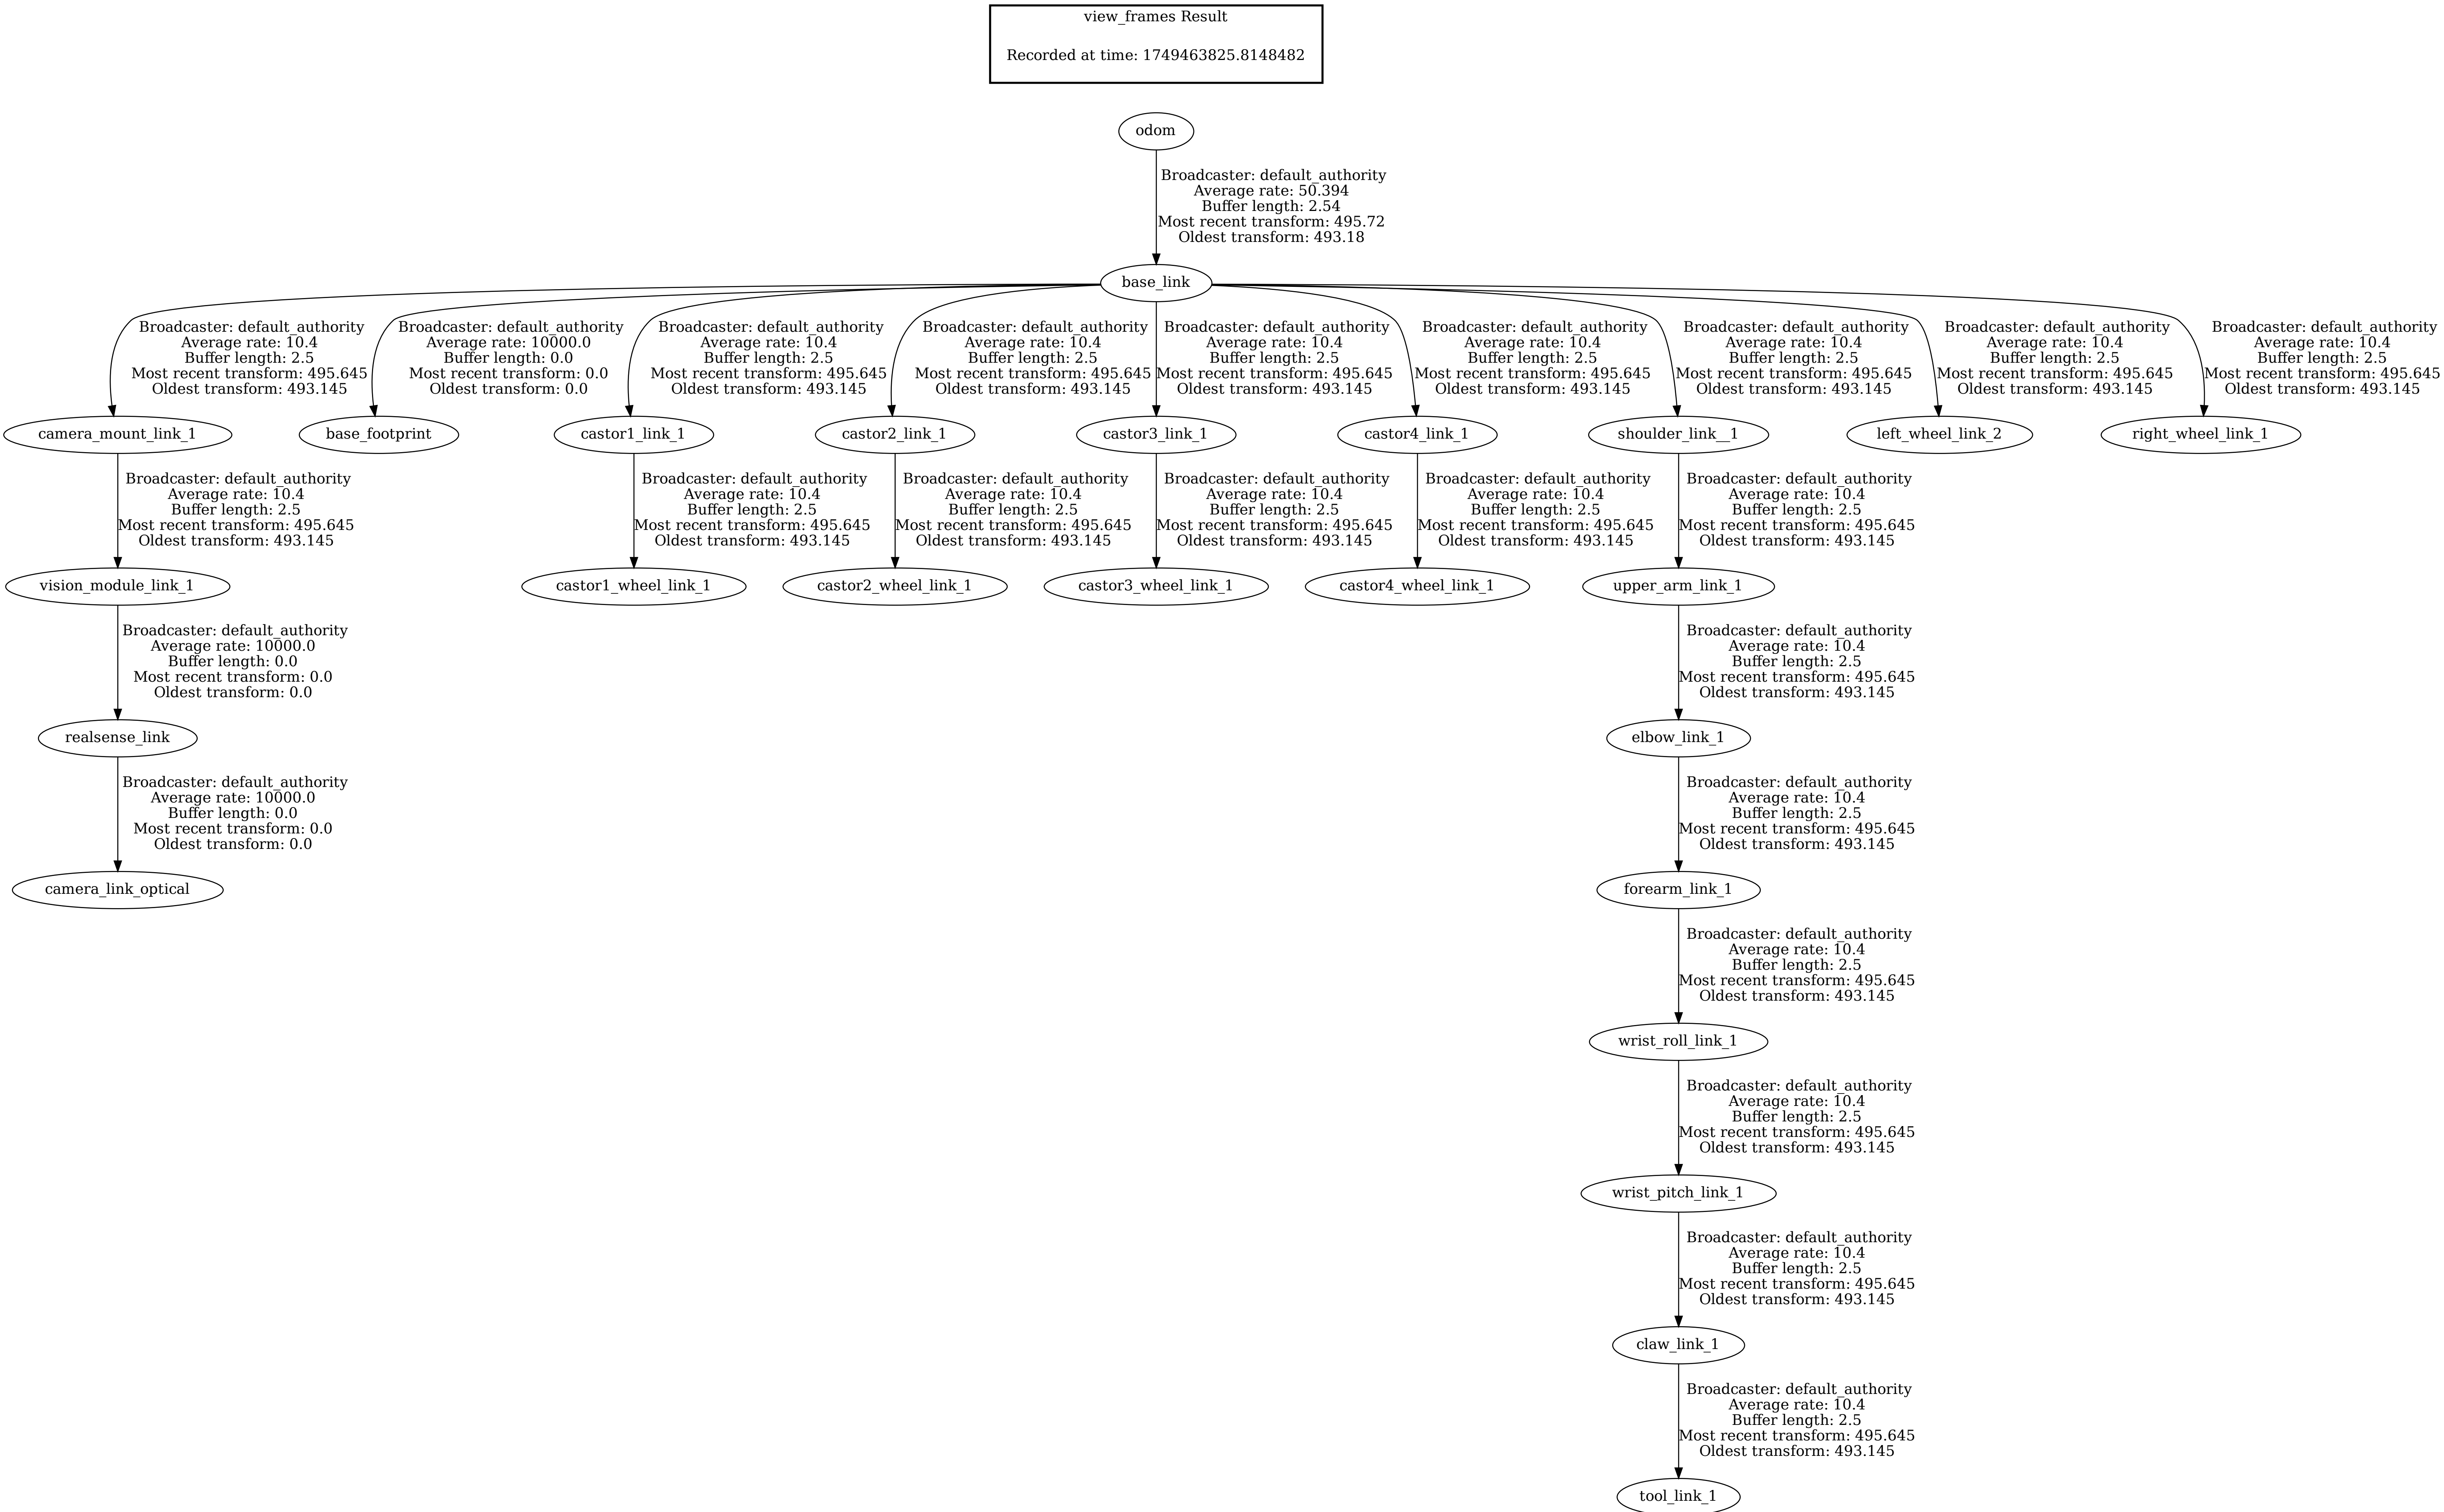 view_frames Result
Recorded at time: 1749463825.8148482
odom
Broadcaster: default_authority
Average rate: 50.394
Buffer length: 2.54
Most recent transform: 495.72
Oldest transform: 493.18
base_link
Broadcaster: default_authority
Average rate: 10.4
Buffer length: 2.5
Most recent transform: 495.645
Oldest transform: 493.145
Broadcaster: default_authority
Average rate: 10000.0
Buffer length: 0.0
Most recent transform: 0.0
Oldest transform: 0.0
Broadcaster: default_authority
Average rate: 10.4
Buffer length: 2.5
Most recent transform: 495.645
Oldest transform: 493.145
Broadcaster: default_authority
Average rate: 10.4
Buffer length: 2.5
Most recent transform: 495.645
Oldest transform: 493.145
Broadcaster: default_authority
Average rate: 10.4
Buffer length: 2.5
Most recent transform: 495.645
Oldest transform: 493.145
Broadcaster: default_authority
Average rate: 10.4
Buffer length: 2.5
Most recent transform: 495.645
Oldest transform: 493.145
Broadcaster: default_authority
Average rate: 10.4
Buffer length: 2.5
Most recent transform: 495.645
Oldest transform: 493.145
Broadcaster: default_authority
Average rate: 10.4
Buffer length: 2.5
Most recent transform: 495.645
Oldest transform: 493.145
Broadcaster: default_authority
Average rate: 10.4
Buffer length: 2.5
Most recent transform: 495.645
Oldest transform: 493.145
camera_mount_link_1
base_footprint
castor1_link_1
castor2_link_1
castor3_link_1
castor4_link_1
shoulder_link__1
left_wheel_link_2
right_wheel_link_1
Broadcaster: default_authority
Average rate: 10.4
Buffer length: 2.5
Most recent transform: 495.645
Oldest transform: 493.145
Broadcaster: default_authority
Average rate: 10.4
Buffer length: 2.5
Most recent transform: 495.645
Oldest transform: 493.145
Broadcaster: default_authority
Average rate: 10.4
Buffer length: 2.5
Most recent transform: 495.645
Oldest transform: 493.145
Broadcaster: default_authority
Average rate: 10.4
Buffer length: 2.5
Most recent transform: 495.645
Oldest transform: 493.145
Broadcaster: default_authority
Average rate: 10.4
Buffer length: 2.5
Most recent transform: 495.645
Oldest transform: 493.145
Broadcaster: default_authority
Average rate: 10.4
Buffer length: 2.5
Most recent transform: 495.645
Oldest transform: 493.145
vision_module_link_1
castor1_wheel_link_1
castor2_wheel_link_1
castor3_wheel_link_1
castor4_wheel_link_1
upper_arm_link_1
Broadcaster: default_authority
Average rate: 10000.0
Buffer length: 0.0
Most recent transform: 0.0
Oldest transform: 0.0
Broadcaster: default_authority
Average rate: 10.4
Buffer length: 2.5
Most recent transform: 495.645
Oldest transform: 493.145
realsense_link
elbow_link_1
Broadcaster: default_authority
Average rate: 10000.0
Buffer length: 0.0
Most recent transform: 0.0
Oldest transform: 0.0
Broadcaster: default_authority
Average rate: 10.4
Buffer length: 2.5
Most recent transform: 495.645
Oldest transform: 493.145
camera_link_optical
forearm_link_1
Broadcaster: default_authority
Average rate: 10.4
Buffer length: 2.5
Most recent transform: 495.645
Oldest transform: 493.145
wrist_roll_link_1
Broadcaster: default_authority
Average rate: 10.4
Buffer length: 2.5
Most recent transform: 495.645
Oldest transform: 493.145
wrist_pitch_link_1
Broadcaster: default_authority
Average rate: 10.4
Buffer length: 2.5
Most recent transform: 495.645
Oldest transform: 493.145
claw_link_1
Broadcaster: default_authority
Average rate: 10.4
Buffer length: 2.5
Most recent transform: 495.645
Oldest transform: 493.145
tool_link_1